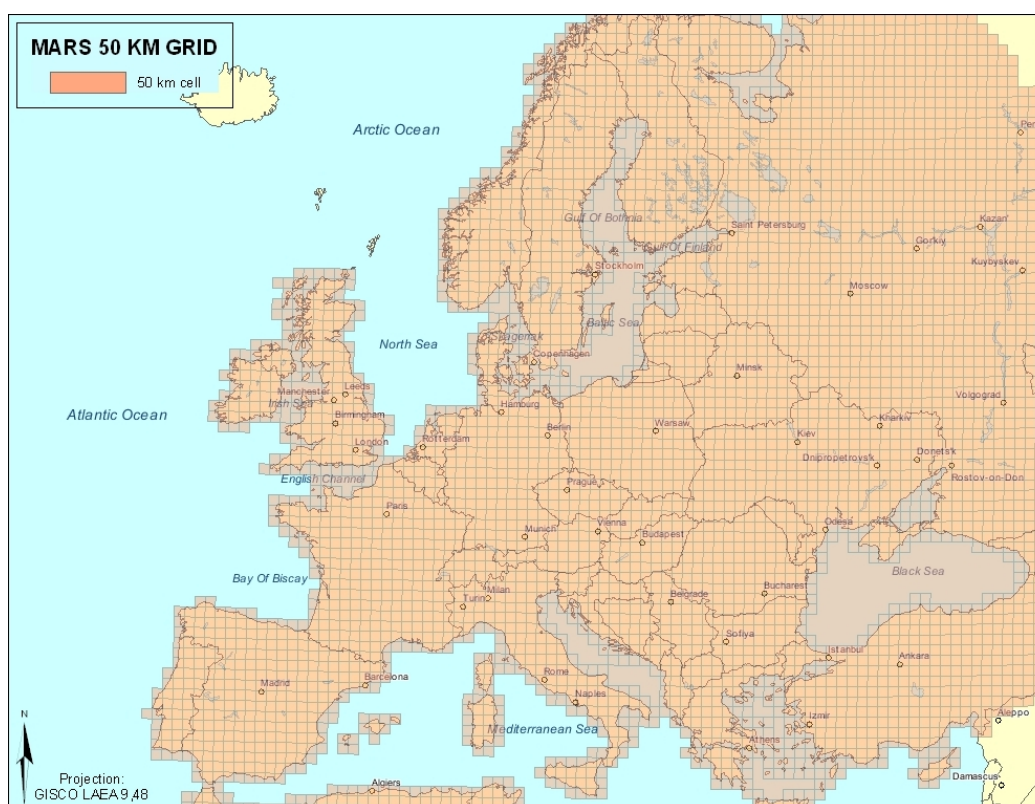 MARS 50 KM GRID
50 km cell
Arctic Ocean
Gulf Of Bothnia
Saint Petersburg
Kazan'
Gor'kiy
Gulf Of Finland
Kuybyskev
Stockholm
Moscow
Baltic Sea
Skagerrak
North Sea
Copenhagen
Minsk
Leeds
Manchester
Irish Sea
Volgograd
Atlantic Ocean
Hamburg
Birmingham
Kharkiv
Berlin
Warsaw
Kiev
London
Rotterdam
Donets'k
Dnipropetrovs'k
Rostov-on-Don
English Channel
Prague
Paris
Munich
Vienna
Odesa
Budapest
Black Sea
Bay Of Biscay
Bucharest
Milan
Turin
Belgrade
Sofiya
Istanbul
Ankara
Rome
Barcelona
Madrid
Naples
Izmir
Aleppo
N
Mediterranean Sea
Athens
Projection:
GISCO LAEA 9,48
Algiers
Damascus